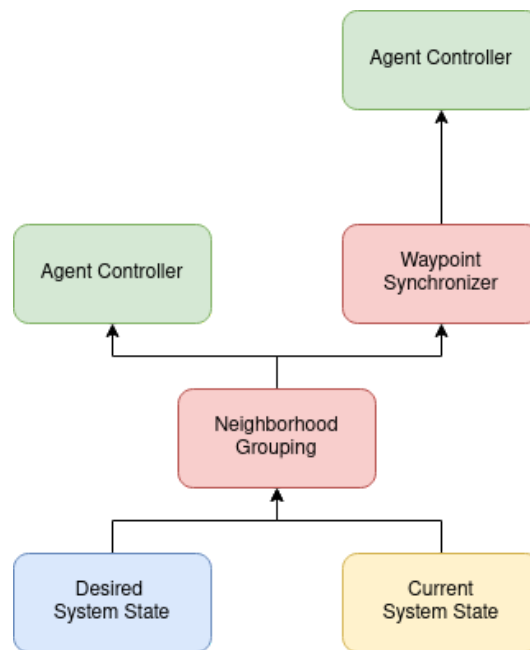 Agent Controller
Agent Controller
Waypoint
Synchronizer
Neighborhood
Grouping
Desired
System State
Current
System State